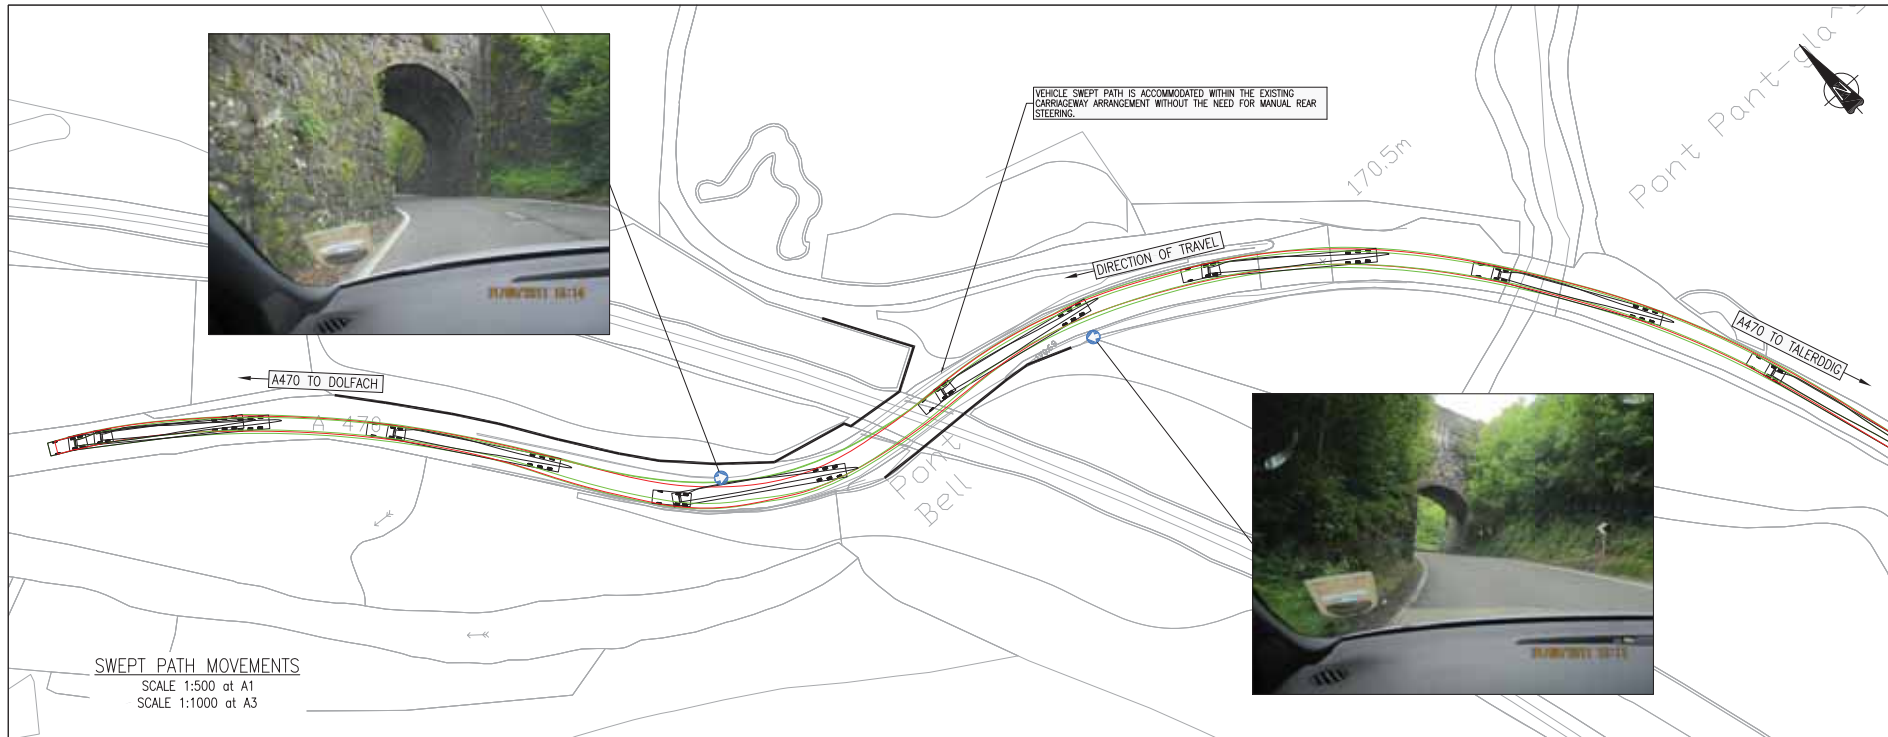 Pont Pant-gla
VEHICLE SWEPT PATH IS ACCOMMODATED WITHIN THE EXISTING
CARRIAGEWAY ARRANGEMENT WITHOUT THE NEED FOR MANUAL REAR
STEERING.
170.5m
DIRECTION OF TRAVEL
N
A470 TO TALERDDIG
A470 TO DOLFACH
A 470
Pont
Bell
SWEPT PATH MOVEMENTS
SCALE 1:500 at A1
SCALE 1:1000 at A3